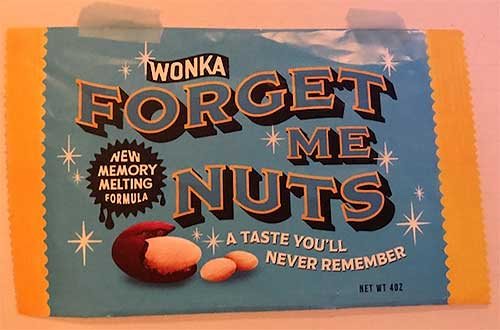 WONKA
FORGET
ME
NUTS
NEW
MEMORY
MELTING
FORMULA
A TASTE YOU'LL
NEVER REMEMBER
NET WT 4OZ